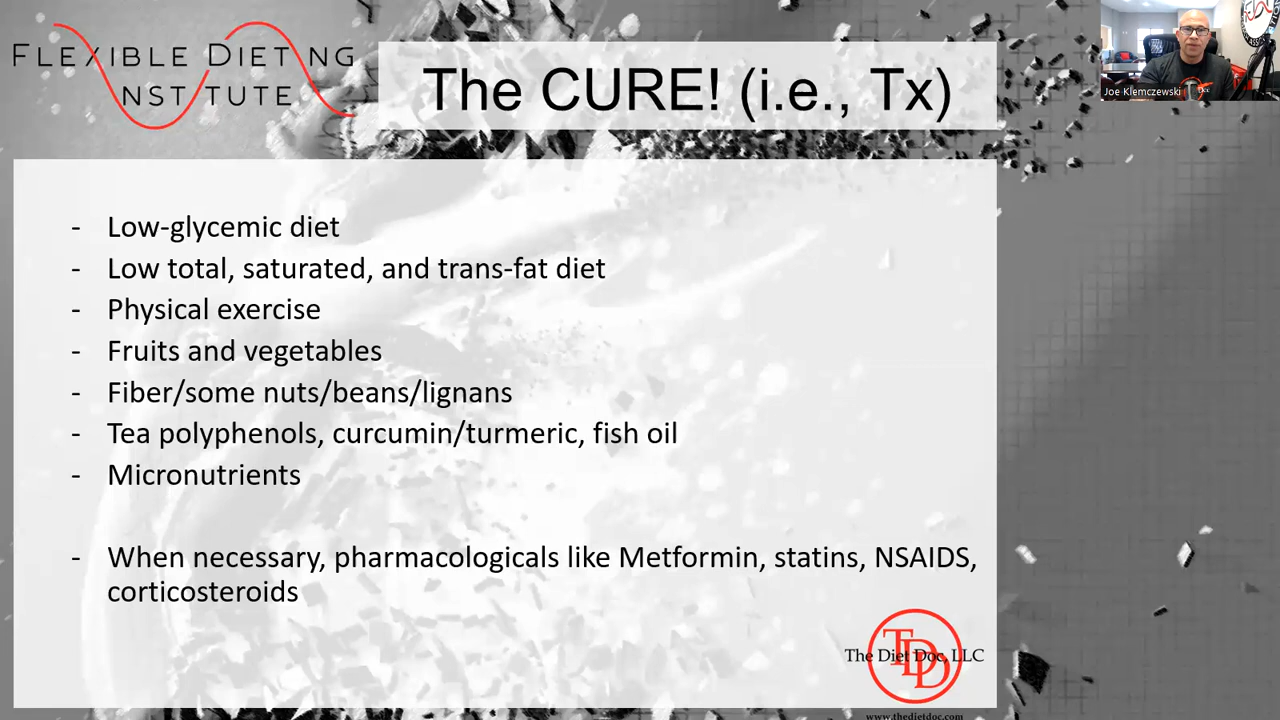 FLEXIBLE DIETING
INSTITUTE
The CURE! (i.e., Tx)
Joe Klemczewski
- Low-glycemic diet
- Low total, saturated, and trans-fat diet
- Physical exercise
- Fruits and vegetables
- Fiber/some nuts/beans/lignans
- Tea polyphenols, curcumin/turmeric, fish oil
- Micronutrients
- When necessary, pharmacologicals like Metformin, statins, NSAIDS,
corticosteroids
TDD
The Diet Doc, LLC
www.thedietdoc.com